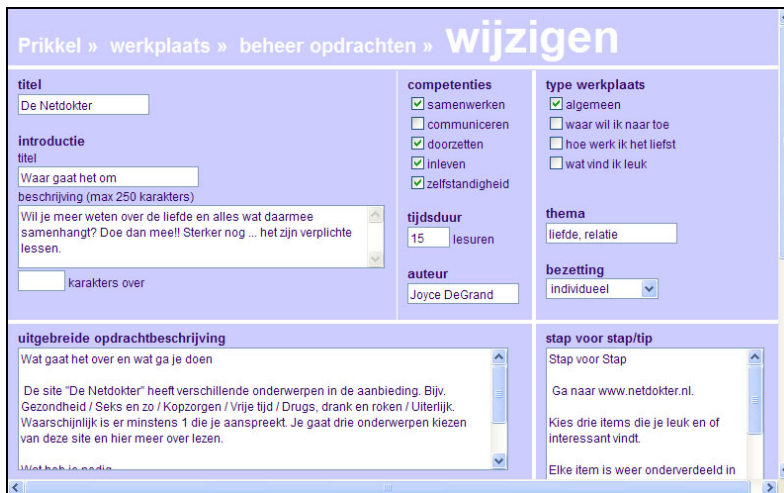 Prikkel » werkplaats » beheer opdrachten » wijzigen
titel
De Netdokter
introductie
titel
Waar gaat het om
beschrijving (max 250 karakters)
Wil je meer weten over de liefde en alles wat daarmee
samenhangt? Doe dan mee!! Sterker nog ... het zijn verplichte
lessen.
karakters over
competenties
samenwerken
communiceren
doorzetten
inleven
zelfstandigheid
tijdsduur
15 lesuren
auteur
Joyce DeGrand
type werkplaats
algemeen
waar wil ik naar toe
hoe werk ik het liefst
wat vind ik leuk
thema
liefde, relatie
bezetting
individueel
uitgebreide opdrachtbeschrijving
Wat gaat het over en wat ga je doen
De site "De Netdokter" heeft verschillende onderwerpen in de aanbieding. Bijv.
Gezondheid / Seks en zo / Kopzorgen / Vrije tijd / Drugs, drank en roken / Uiterlijk.
Waarschijnlijk is er minstens 1 die je aanspreekt. Je gaat drie onderwerpen kiezen
van deze site en hier meer over lezen.
Wat heb je nodig
stap voor stap/tip
Stap voor Stap
Ga naar www.netdokter.nl.
Kies drie items die je leuk en of
interessant vindt.
Elke item is weer onderverdeeld in